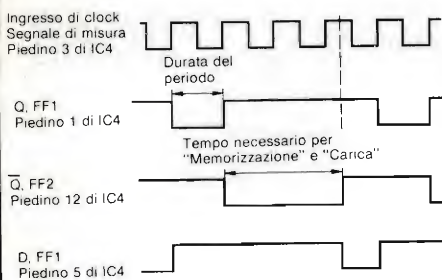 Ingresso di clock
Segnale di misura
Piedino 3 di IC4
Durata del
periodo
Q, FF1
Piedino 1 di IC4
Tempo necessario per
"Memorizzazione" e "Carica"
Q, FF2
Piedino 12 di IC4
D, FF1
Piedino 5 di IC4